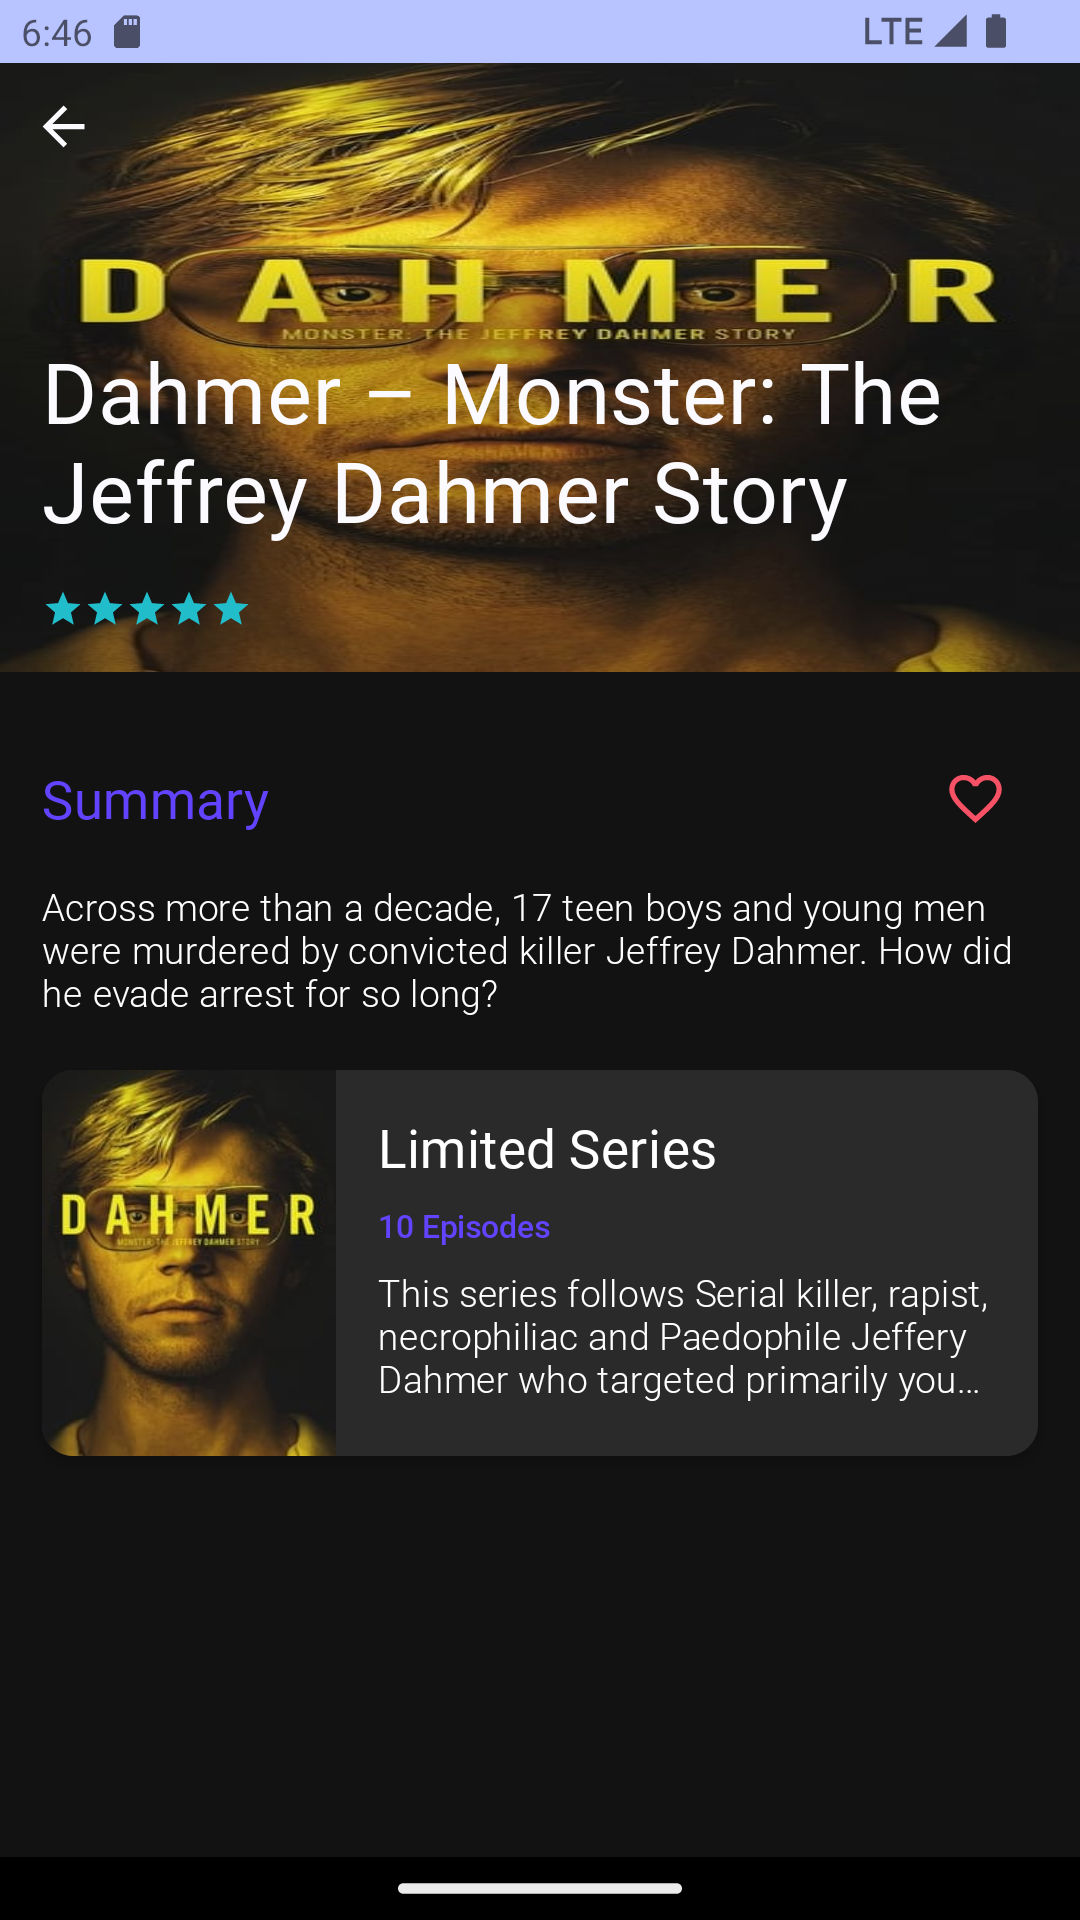 6:46
LTE
DAHMER
MONSTER: THE JEFFREY DAHMER STORY
Dahmer – Monster: The
Jeffrey Dahmer Story
Summary
Across more than a decade, 17 teen boys and young men
were murdered by convicted killer Jeffrey Dahmer. How did
he evade arrest for so long?
DAHMER
MONSTER: THE JEFFREY DAHMER STORY
Limited Series
10 Episodes
This series follows Serial killer, rapist,
necrophiliac and Paedophile Jeffery
Dahmer who targeted primarily you...